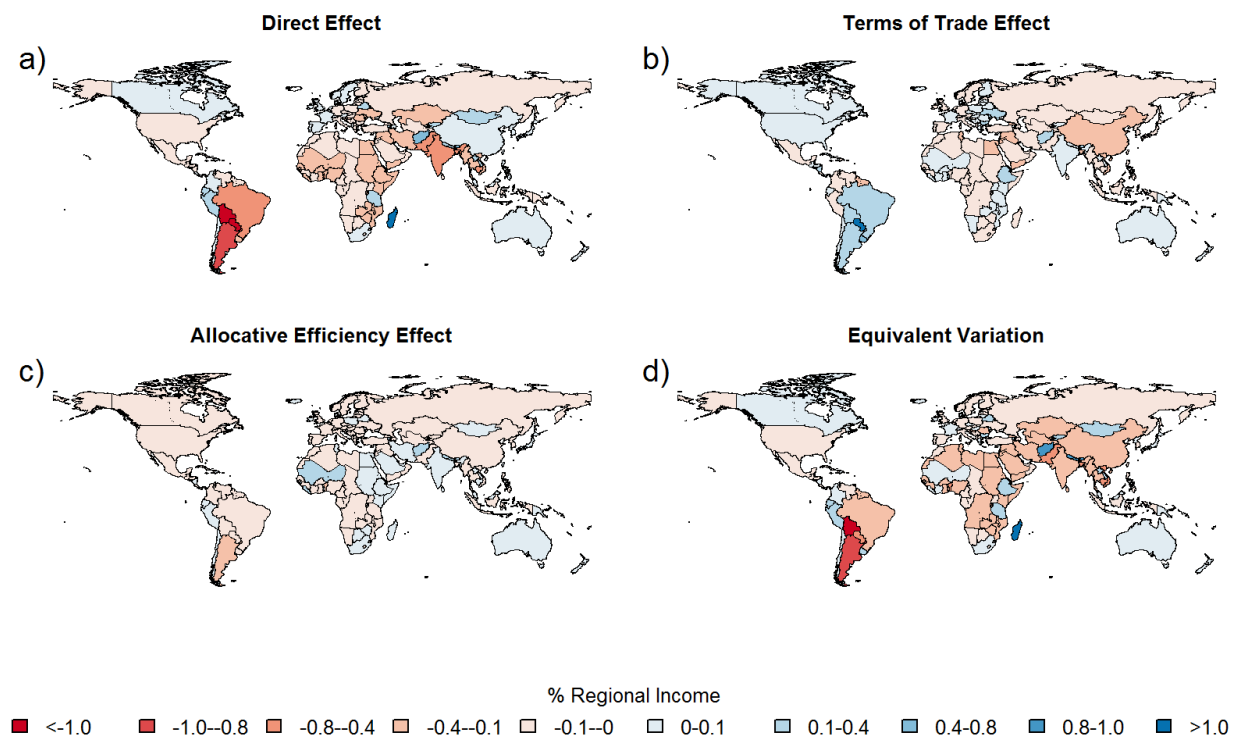 Direct Effect
Terms of Trade Effect
a)
b)
Allocative Efficiency Effect
Equivalent Variation
c)
d)
% Regional Income
<-1.0 -1.0--0.8 -0.8--0.4 -0.4--0.1 -0.1--0 0-0.1 0.1-0.4 0.4-0.8 0.8-1.0 >1.0